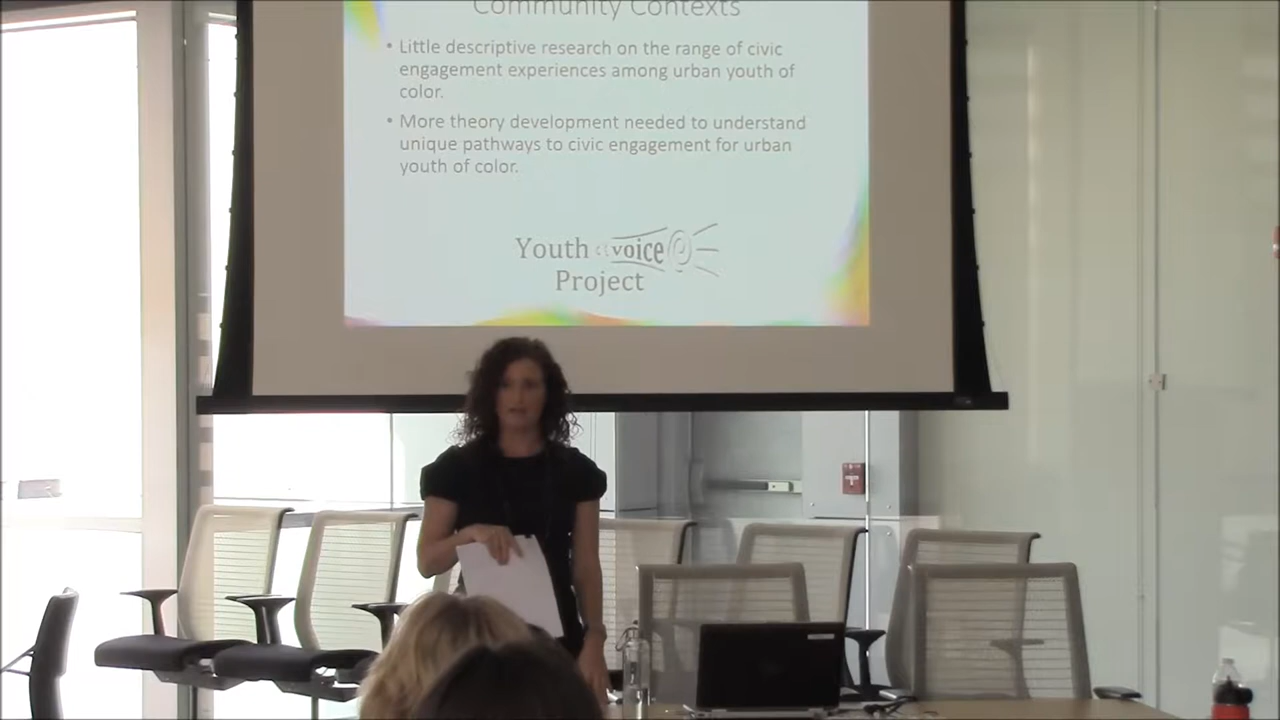 Community Contexts
• Little descriptive research on the range of civic
engagement experiences among urban youth of
color.
• More theory development needed to understand
unique pathways to civic engagement for urban
youth of color.
Youth voice
Project